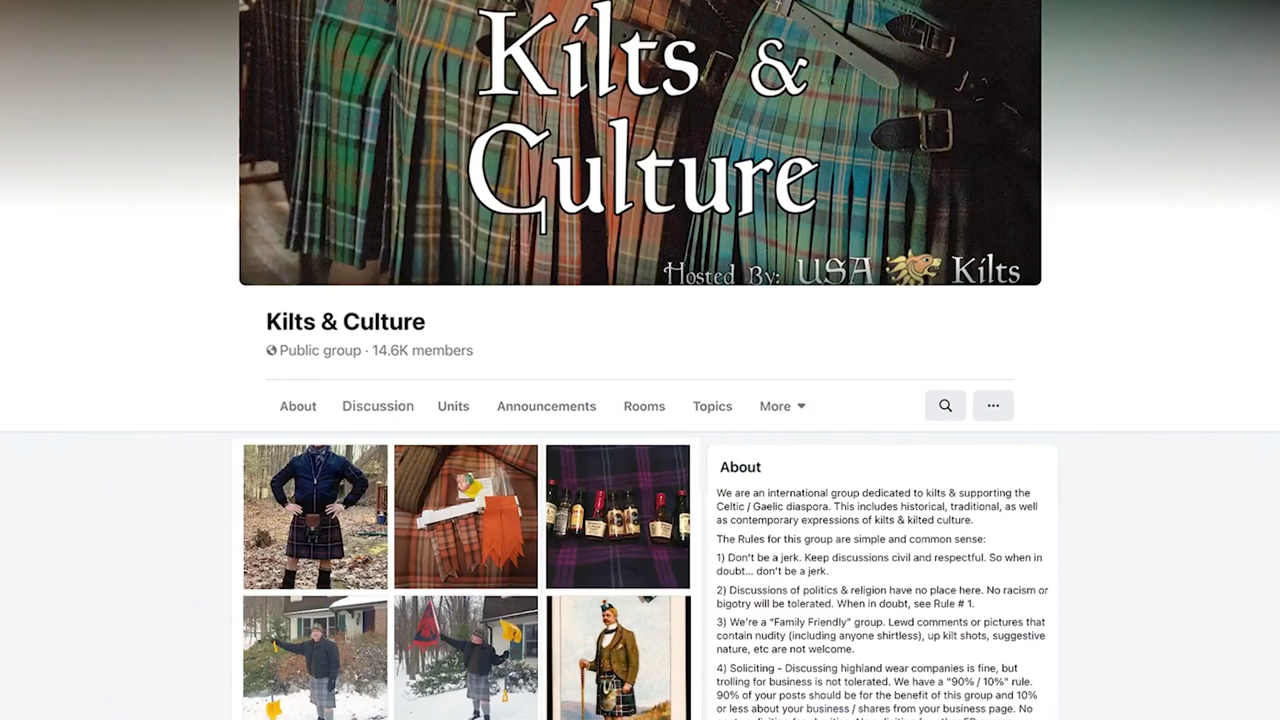 Kilts &
Culture
Hosted By: USA Kilts
Kilts & Culture
Public group · 14.6K members
About Discussion Units Announcements Rooms Topics More
About
We are an international group dedicated to kilts & supporting the
Celtic / Gaelic diaspora. This includes historical, traditional, as well
as contemporary expressions of kilts & kilted culture.
The Rules for this group are simple and common sense:
1) Don't be a jerk. Keep discussions civil and respectful. So when in
doubt... don't be a jerk.
2) Discussions of politics & religion have no place here. No racism or
bigotry will be tolerated. When in doubt, see Rule # 1.
3) We're a "Family Friendly" group. Lewd comments or pictures that
contain nudity (including anyone shirtless), up kilt shots, suggestive
nature, etc are not welcome.
4) Soliciting - Discussing highland wear companies is fine, but
trolling for business is not tolerated. We have a "90% / 10%" rule.
90% of your posts should be for the benefit of this group and 10%
or less about your business / shares from your business page. No